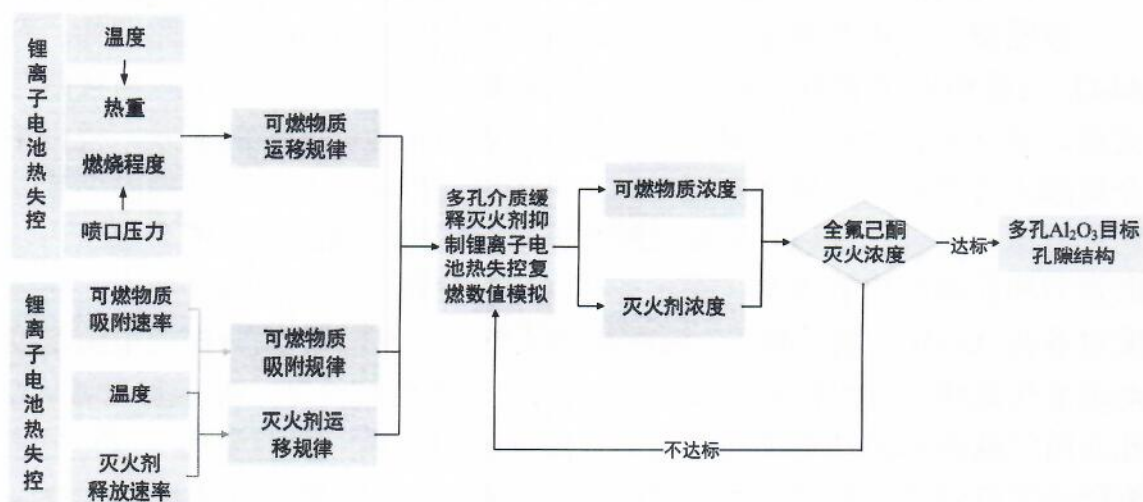 锂离子电池热失控
温度
热重
燃烧程度
喷口压力
可燃物质
运移规律
锂离子电池热失控
可燃物质
吸附速率
温度
灭火剂
释放速率
可燃物质
吸附规律
灭火剂运
移规律
多孔介质缓
释灭火剂抑
制锂离子电
池热失控复
燃数值模拟
可燃物质浓度
灭火剂浓度
全氟己酮
灭火浓度
达标
多孔Al₂O₃目标
孔隙结构
不达标